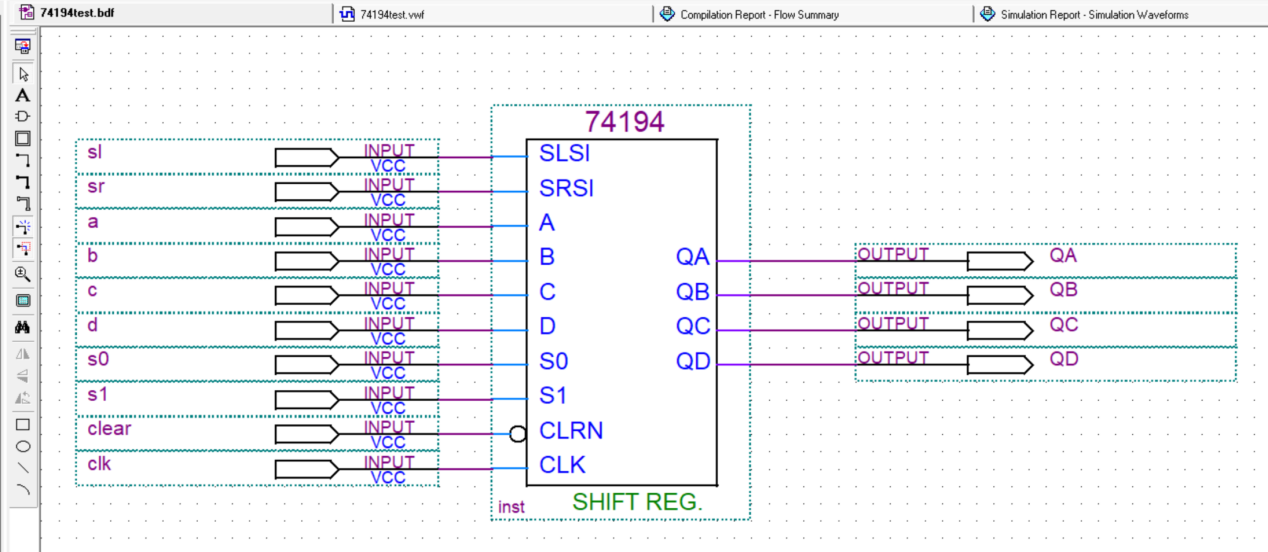 74194test.bdf
74194test.vwf
Compilation Report - Flow Summary
Simulation Report - Simulation Waveforms
A
74194
sl INPUT VCC SLSI
sr INPUT VCC SRSI
a INPUT VCC A
b INPUT VCC B QA OUTPUT QA
c INPUT VCC C QB OUTPUT QB
d INPUT VCC D QC OUTPUT QC
s0 INPUT VCC S0 QD OUTPUT QD
s1 INPUT VCC S1
clear INPUT VCC CLRN
clk INPUT VCC CLK
inst SHIFT REG.